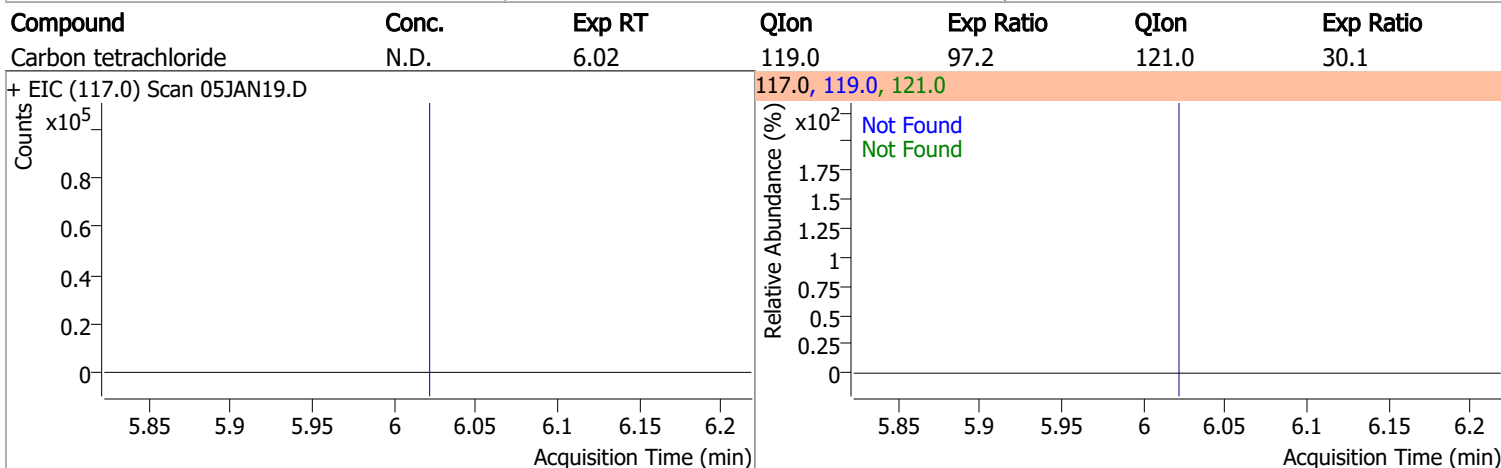 Compound Conc. Exp RT QIon Exp Ratio QIon Exp Ratio
Carbon tetrachloride N.D. 6.02 119.0 97.2 121.0 30.1
+ EIC (117.0) Scan 05JAN19.D
Counts
x10^5
0.8
0.6
0.4
0.2
0
5.85 5.9 5.95 6 6.05 6.1 6.15 6.2
Acquisition Time (min)
117.0, 119.0, 121.0
Relative Abundance (%)
x10^2
Not Found
Not Found
1.75
1.5
1.25
1
0.75
0.5
0.25
0
5.85 5.9 5.95 6 6.05 6.1 6.15 6.2
Acquisition Time (min)